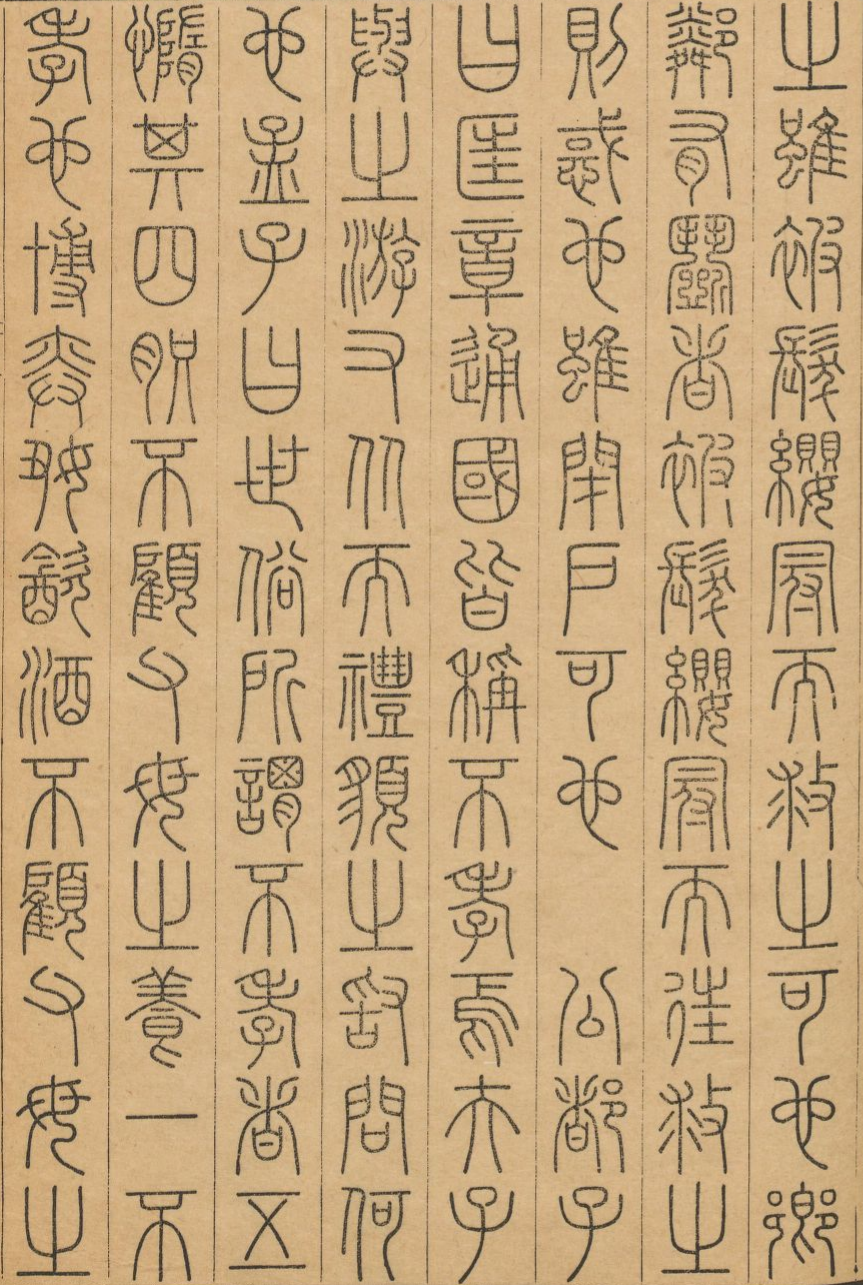 之雖被髮纓冠而救之可也鄉
鄰有鬬者被髮纓冠而往救之
則惑也雖閉戶可也　公都子
曰匡章通國皆稱不孝焉夫子
與之游又從而禮貌之敢問何
也孟子曰世俗所謂不孝者五
惰其四肢不顧父母之養一不
孝也博弈好飲酒不顧父母之